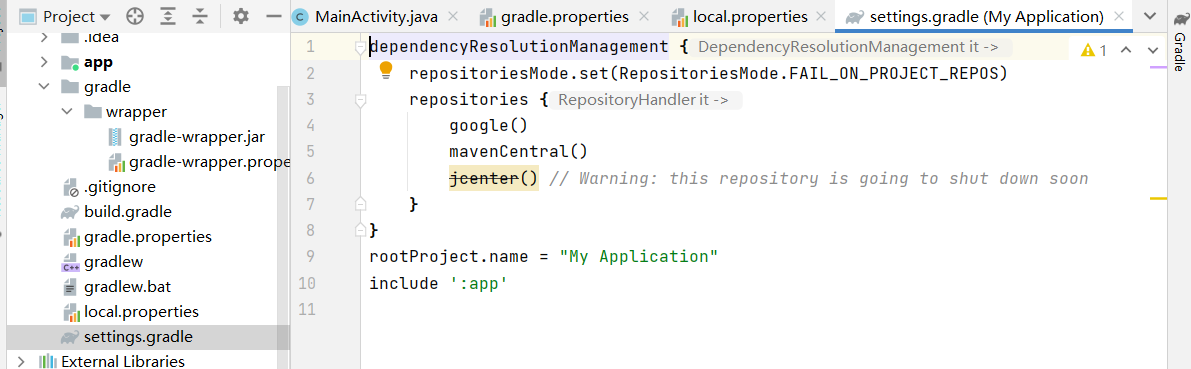 Project
MainActivity.java
gradle.properties
local.properties
settings.gradle (My Application)
.idea
app
gradle
wrapper
gradle-wrapper.jar
gradle-wrapper.prope
.gitignore
build.gradle
gradle.properties
C++
gradlew
gradlew.bat
local.properties
settings.gradle
External Libraries
1 dependencyResolutionManagement { DependencyResolutionManagement it ->
2 repositoriesMode.set(RepositoriesMode.FAIL_ON_PROJECT_REPOS)
3 repositories { RepositoryHandler it ->
4 google()
5 mavenCentral()
6 jcenter() // Warning: this repository is going to shut down soon
7 }
8 }
9 rootProject.name = "My Application"
10 include ':app'
11
1
Gradle